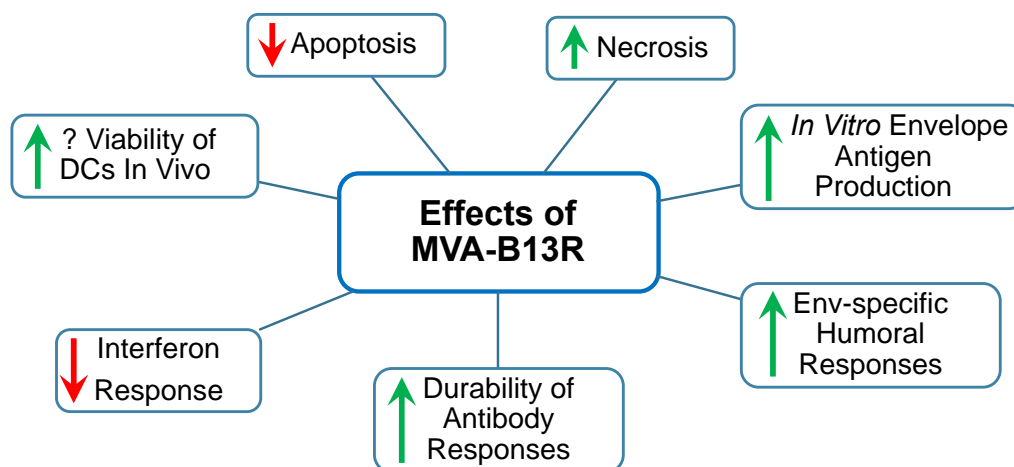 Apoptosis
Necrosis
? Viability of
DCs In Vivo
In Vitro Envelope
Antigen
Production
Effects of
MVA-B13R
Interferon
Response
Durability of
Antibody
Responses
Env-specific
Humoral
Responses